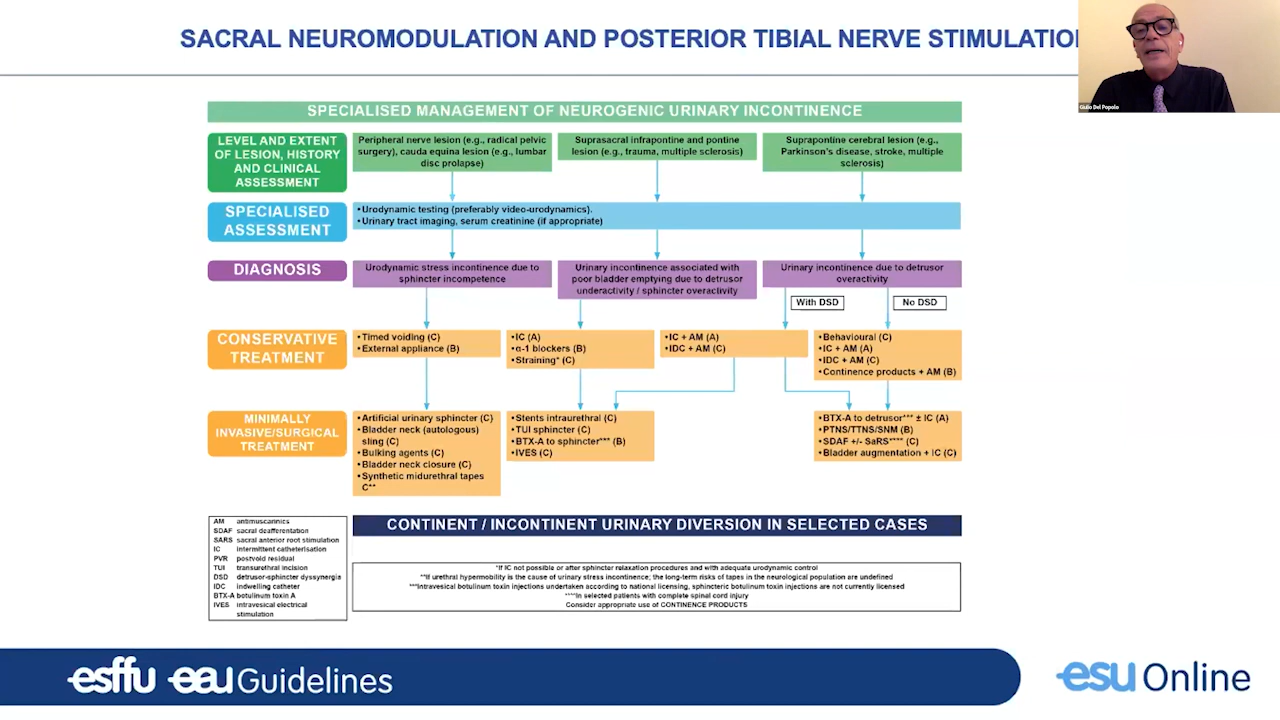 SACRAL NEUROMODULATION AND POSTERIOR TIBIAL NERVE STIMULATIO
Giulio Del Popolo
SPECIALISED MANAGEMENT OF NEUROGENIC URINARY INCONTINENCE
LEVEL AND EXTENT
OF LESION, HISTORY
AND CLINICAL
ASSESSMENT
Peripheral nerve lesion (e.g., radical pelvic
surgery), cauda equina lesion (e.g., lumbar
disc prolapse)
Suprasacral infrapontine and pontine
lesion (e.g., trauma, multiple sclerosis)
Suprapontine cerebral lesion (e.g.,
Parkinson's disease, stroke, multiple
sclerosis)
SPECIALISED
ASSESSMENT
•Urodynamic testing (preferably video-urodynamics).
•Urinary tract imaging, serum creatinine (if appropriate)
DIAGNOSIS
Urodynamic stress incontinence due to
sphincter incompetence
Urinary incontinence associated with
poor bladder emptying due to detrusor
underactivity / sphincter overactivity
Urinary incontinence due to detrusor
overactivity
With DSD
No DSD
CONSERVATIVE
TREATMENT
•Timed voiding (C)
•External appliance (B)
•IC (A)
•α-1 blockers (B)
•Straining* (C)
•IC + AM (A)
•IDC + AM (C)
•Behavioural (C)
•IC + AM (A)
•IDC + AM (C)
•Continence products + AM (B)
MINIMALLY
INVASIVE/SURGICAL
TREATMENT
•Artificial urinary sphincter (C)
•Bladder neck (autologous)
sling (C)
•Bulking agents (C)
•Bladder neck closure (C)
•Synthetic midurethral tapes
C**
•Stents intraurethral (C)
•TUI sphincter (C)
•BTX-A to sphincter*** (B)
•IVES (C)
•BTX-A to detrusor*** ± IC (A)
•PTNS/TTNS/SNM (B)
•SDAF +/- SaRS**** (C)
•Bladder augmentation + IC (C)
AM antimuscarinics
SDAF sacral deafferentation
SARS sacral anterior root stimulation
IC intermittent catheterisation
PVR postvoid residual
TUI transurethral incision
DSD detrusor-sphincter dyssynergia
IDC indwelling catheter
BTX-A botulinum toxin A
IVES intravesical electrical
stimulation
CONTINENT / INCONTINENT URINARY DIVERSION IN SELECTED CASES
*If IC not possible or after sphincter relaxation procedures and with adequate urodynamic control
**If urethral hypermobility is the cause of urinary stress incontinence; the long-term risks of tapes in the neurological population are undefined
***Intravesical botulinum toxin injections undertaken according to national licensing, sphincteric botulinum toxin injections are not currently licensed
****In selected patients with complete spinal cord injury
Consider appropriate use of CONTINENCE PRODUCTS
esffu eau Guidelines
esu Online